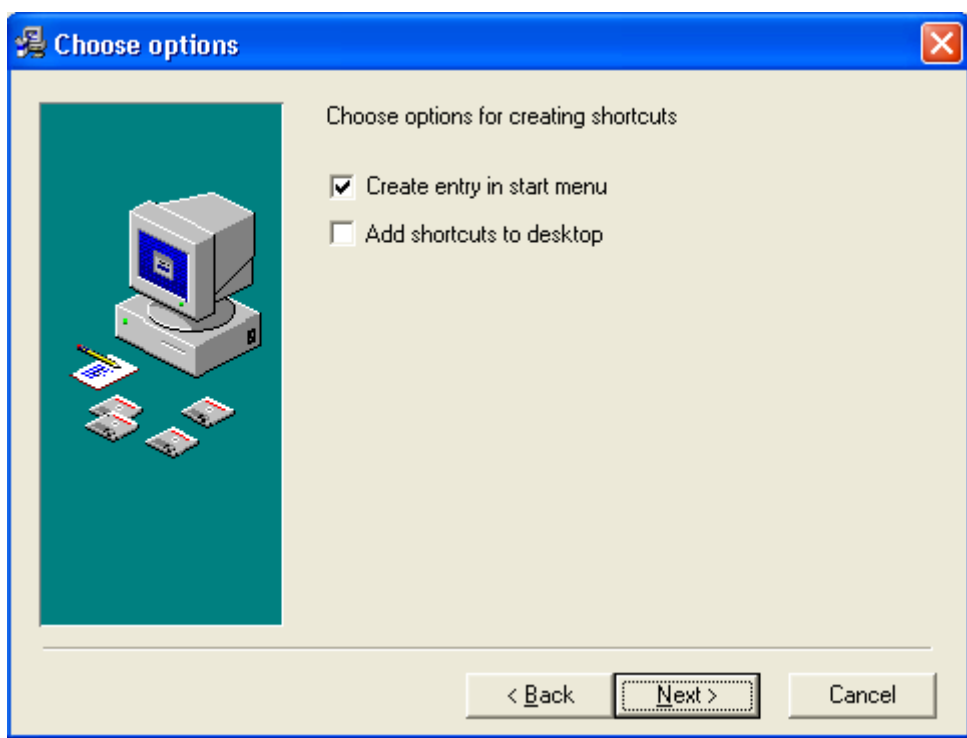 Choose options
Choose options for creating shortcuts
Create entry in start menu
Add shortcuts to desktop
< Back
Next >
Cancel